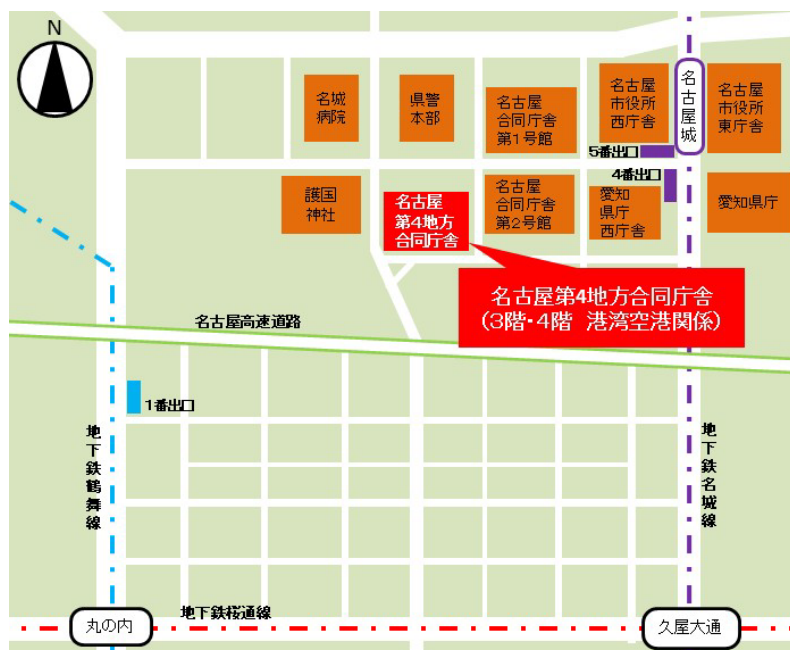 N
名城
病院
県警
本部
名古屋
合同庁舎
第1号館
名古屋
市役所
西庁舎
名古屋城
名古屋
市役所
東庁舎
5番出口
4番出口
護国
神社
名古屋
第4地方
合同庁舎
名古屋
合同庁舎
第2号館
愛知
県庁
西庁舎
愛知県庁
名古屋第4地方合同庁舎
(3階・4階 港湾空港関係)
名古屋高速道路
1番出口
地下鉄鶴舞線
地下鉄名城線
地下鉄桜通線
丸の内
久屋大通